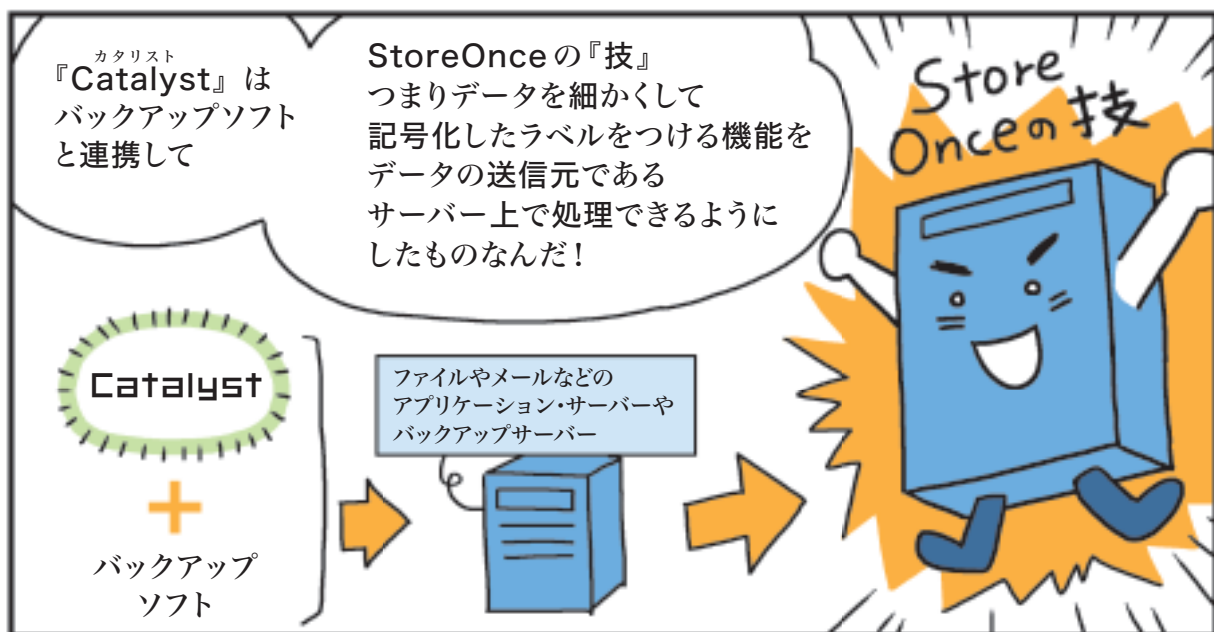 カタリスト
『Catalyst』は
バックアップソフト
と連携して
StoreOnceの『技』
つまりデータを細かくして
記号化したラベルをつける機能を
データの送信元である
サーバー上で処理できるように
したものなんだ！
Store
Onceの技
Catalyst
+
バックアップ
ソフト
ファイルやメールなどの
アプリケーション・サーバーや
バックアップサーバー